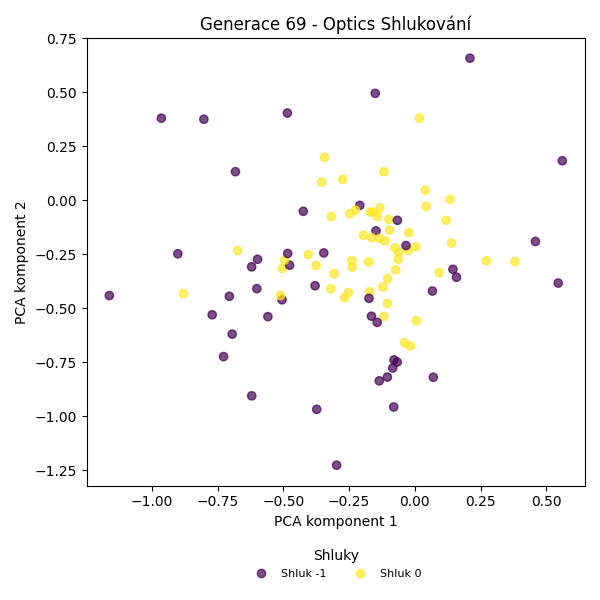 Generace 69 - Optics Shlukování
0.75
0.50
0.25
0.00
−0.25
−0.50
−0.75
−1.00
−1.25
PCA komponent 2
−1.00 −0.75 −0.50 −0.25 0.00 0.25 0.50
PCA komponent 1
Shluky
Shluk -1 Shluk 0